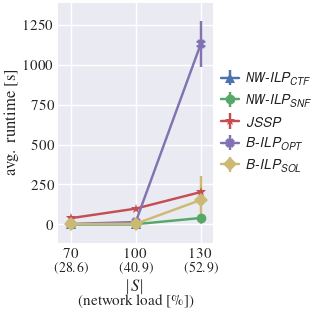 avg. runtime [s]
1250
1000
750
500
250
0
70 100 130
(28.6) (40.9) (52.9)
|S|
(network load [%])
NW-ILP_CTF
NW-ILP_SNF
JSSP
B-ILP_OPT
B-ILP_SOL